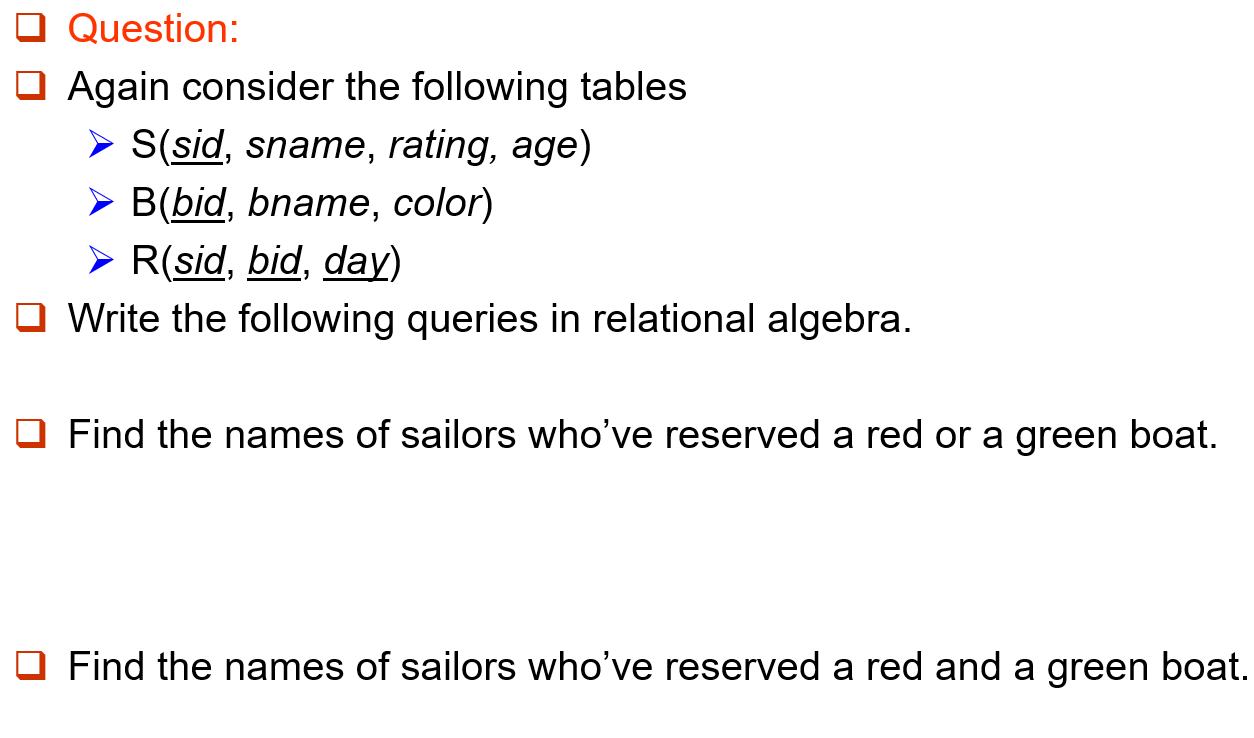 Question:
Again consider the following tables
S(sid, sname, rating, age)
B(bid, bname, color)
R(sid, bid, day)
Write the following queries in relational algebra.
Find the names of sailors who’ve reserved a red or a green boat.
Find the names of sailors who’ve reserved a red and a green boat.